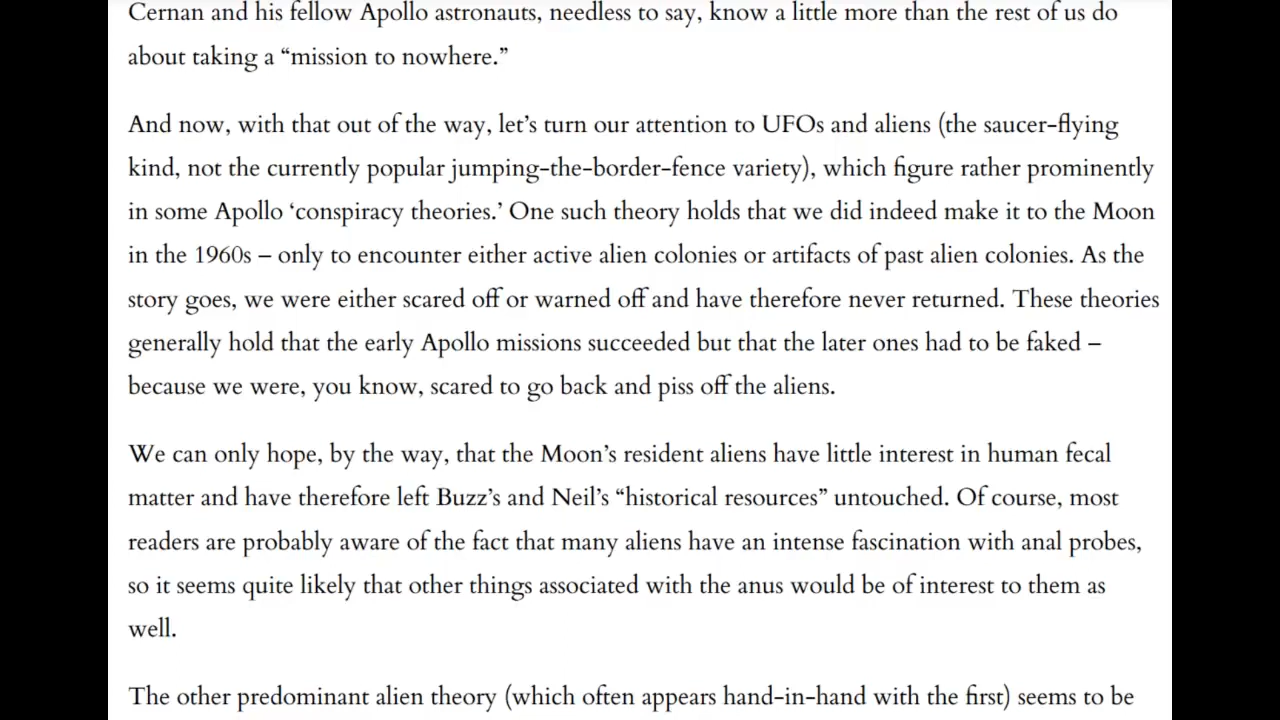 Cernan and his fellow Apollo astronauts, needless to say, know a little more than the rest of us do
about taking a “mission to nowhere.”
And now, with that out of the way, let’s turn our attention to UFOs and aliens (the saucer-flying
kind, not the currently popular jumping-the-border-fence variety), which figure rather prominently
in some Apollo ‘conspiracy theories.’ One such theory holds that we did indeed make it to the Moon
in the 1960s – only to encounter either active alien colonies or artifacts of past alien colonies. As the
story goes, we were either scared off or warned off and have therefore never returned. These theories
generally hold that the early Apollo missions succeeded but that the later ones had to be faked –
because we were, you know, scared to go back and piss off the aliens.
We can only hope, by the way, that the Moon’s resident aliens have little interest in human fecal
matter and have therefore left Buzz’s and Neil’s “historical resources” untouched. Of course, most
readers are probably aware of the fact that many aliens have an intense fascination with anal probes,
so it seems quite likely that other things associated with the anus would be of interest to them as
well.
The other predominant alien theory (which often appears hand-in-hand with the first) seems to be